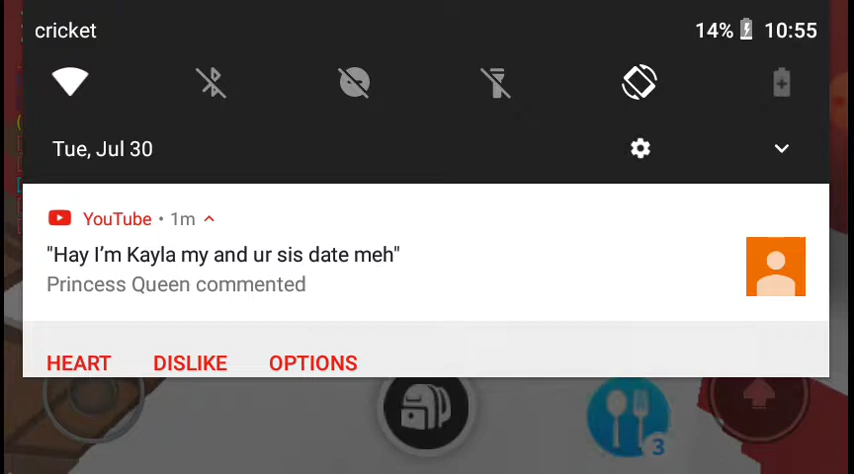 cricket 14% 10:55
Tue, Jul 30
YouTube • 1m
"Hay I’m Kayla my and ur sis date meh"
Princess Queen commented
HEART DISLIKE OPTIONS
3